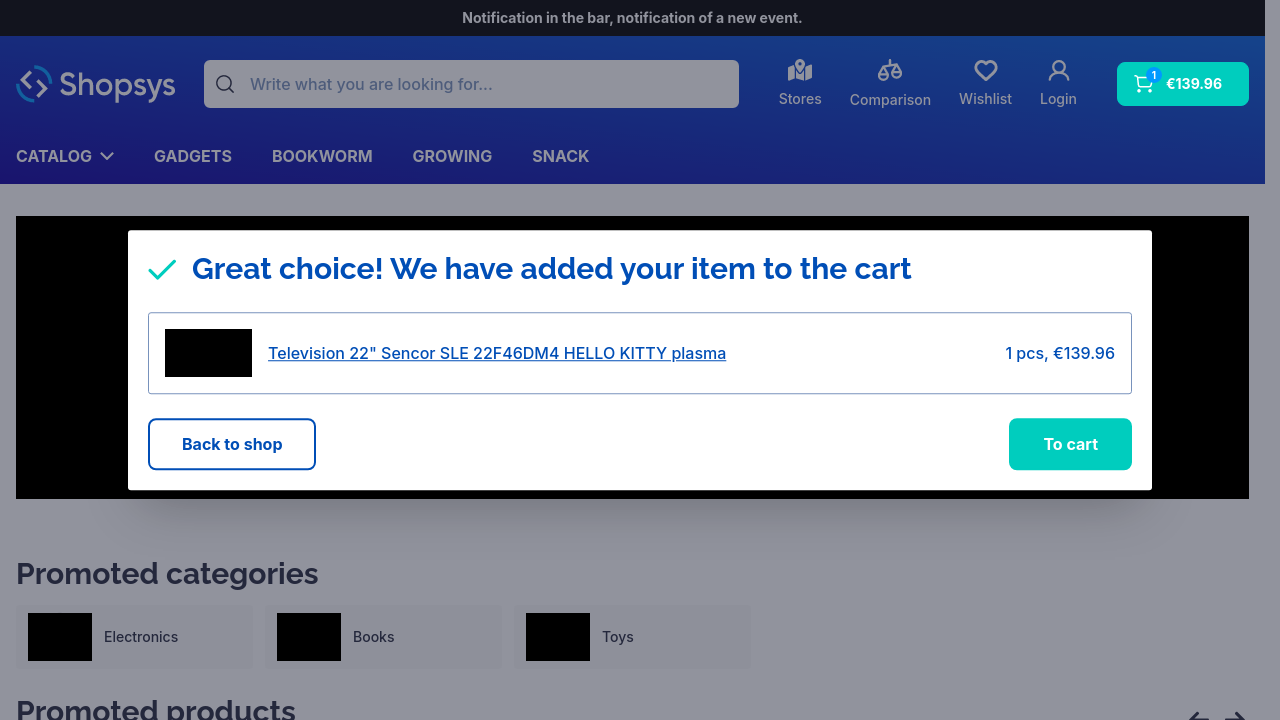 Notification in the bar, notification of a new event.
Shopsys
Write what you are looking for...
Stores
Comparison
Wishlist
Login
1
€139.96
CATALOG
GADGETS
BOOKWORM
GROWING
SNACK
Great choice! We have added your item to the cart
Television 22" Sencor SLE 22F46DM4 HELLO KITTY plasma
1 pcs, €139.96
Back to shop
To cart
Promoted categories
Electronics
Books
Toys
Promoted products